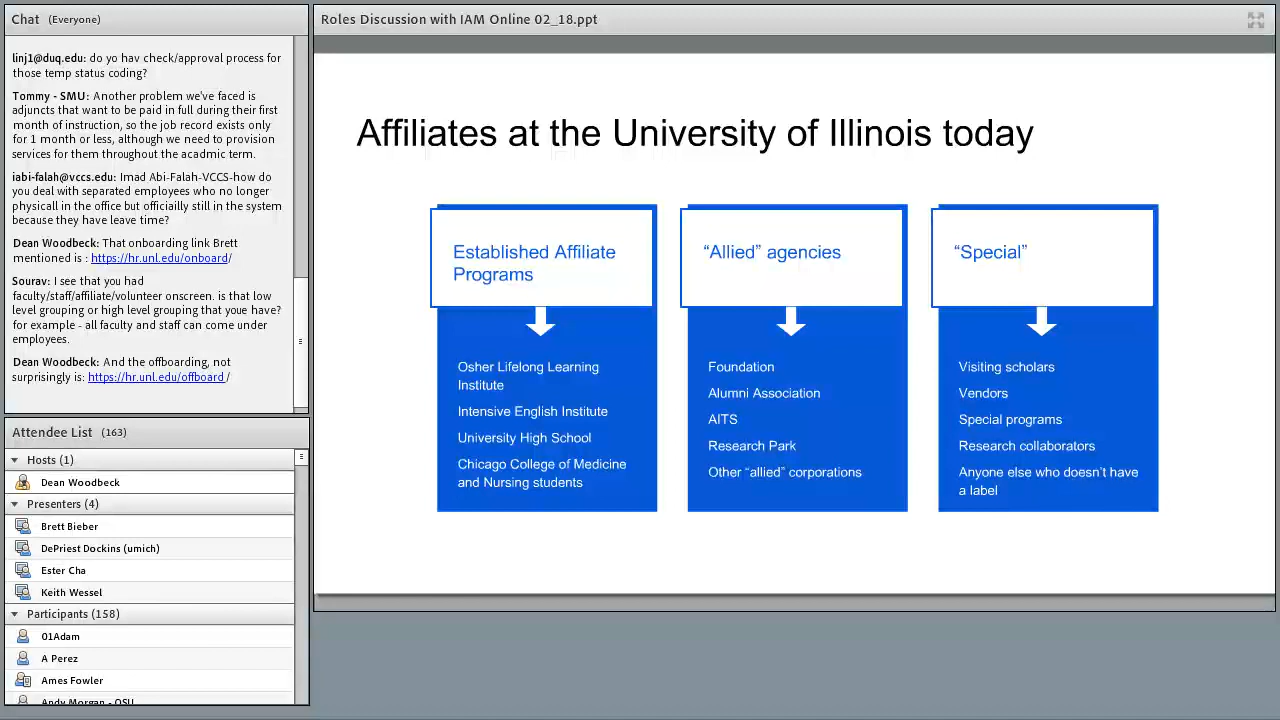 Chat (Everyone)
linj1@duq.edu: do yo hav check/approval process for
those temp status coding?
Tommy - SMU: Another problem we've faced is
adjuncts that want to be paid in full during their first
month of instruction, so the job record exists only
for 1 month or less, although we need to provision
services for them throughout the acadmic term.
iabi-falah@vccs.edu: Imad Abi-Falah-VCCS-how do
you deal with separated employees who no longer
physicall in the office but officiailly still in the system
because they have leave time?
Dean Woodbeck: That onboarding link Brett
mentioned is : https://hr.unl.edu/onboard/
Sourav: I see that you had
faculty/staff/affiliate/volunteer onscreen. is that low
level grouping or high level grouping that youe have?
for example - all faculty and staff can come under
employees.
Dean Woodbeck: And the offboarding, not
surprisingly is: https://hr.unl.edu/offboard /
Attendee List (163)
Hosts (1)
Dean Woodbeck
Presenters (4)
Brett Bieber
DePriest Dockins (umich)
Ester Cha
Keith Wessel
Participants (158)
01Adam
A Perez
Ames Fowler
Andy Morgan - OSU
Roles Discussion with IAM Online 02_18.ppt
Affiliates at the University of Illinois today
Established Affiliate
Programs
Osher Lifelong Learning
Institute
Intensive English Institute
University High School
Chicago College of Medicine
and Nursing students
“Allied” agencies
Foundation
Alumni Association
AITS
Research Park
Other “allied” corporations
“Special”
Visiting scholars
Vendors
Special programs
Research collaborators
Anyone else who doesn’t have
a label